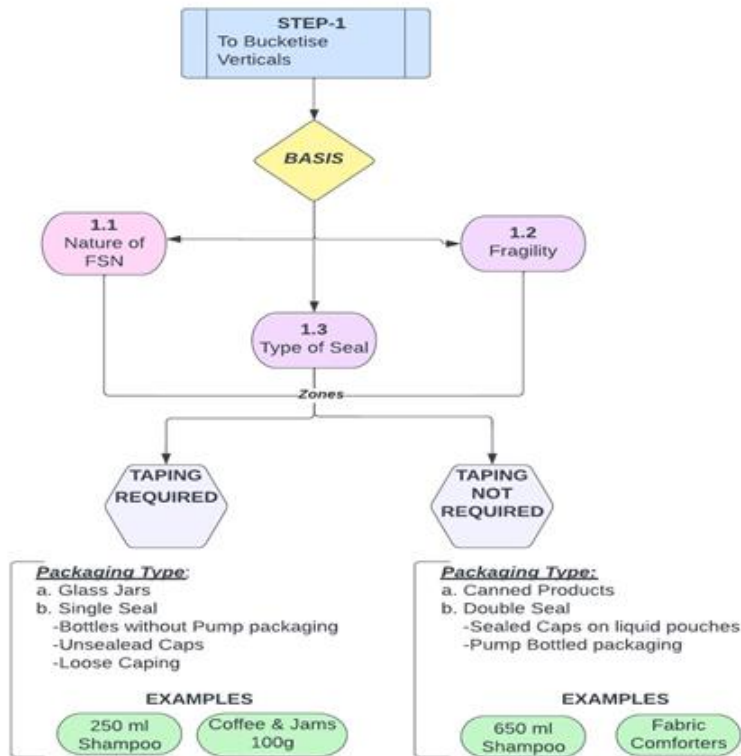 STEP-1
To Bucketise
Verticals
BASIS
1.1
Nature of
FSN
1.2
Fragility
1.3
Type of Seal
Zones
TAPING
REQUIRED
TAPING
NOT
REQUIRED
Packaging Type:
a. Glass Jars
b. Single Seal
-Bottles without Pump packaging
-Unsealead Caps
-Loose Caping
EXAMPLES
250 ml
Shampoo
Coffee & Jams
100g
Packaging Type:
a. Canned Products
b. Double Seal
-Sealed Caps on liquid pouches
-Pump Bottled packaging
EXAMPLES
650 ml
Shampoo
Fabric
Comforters